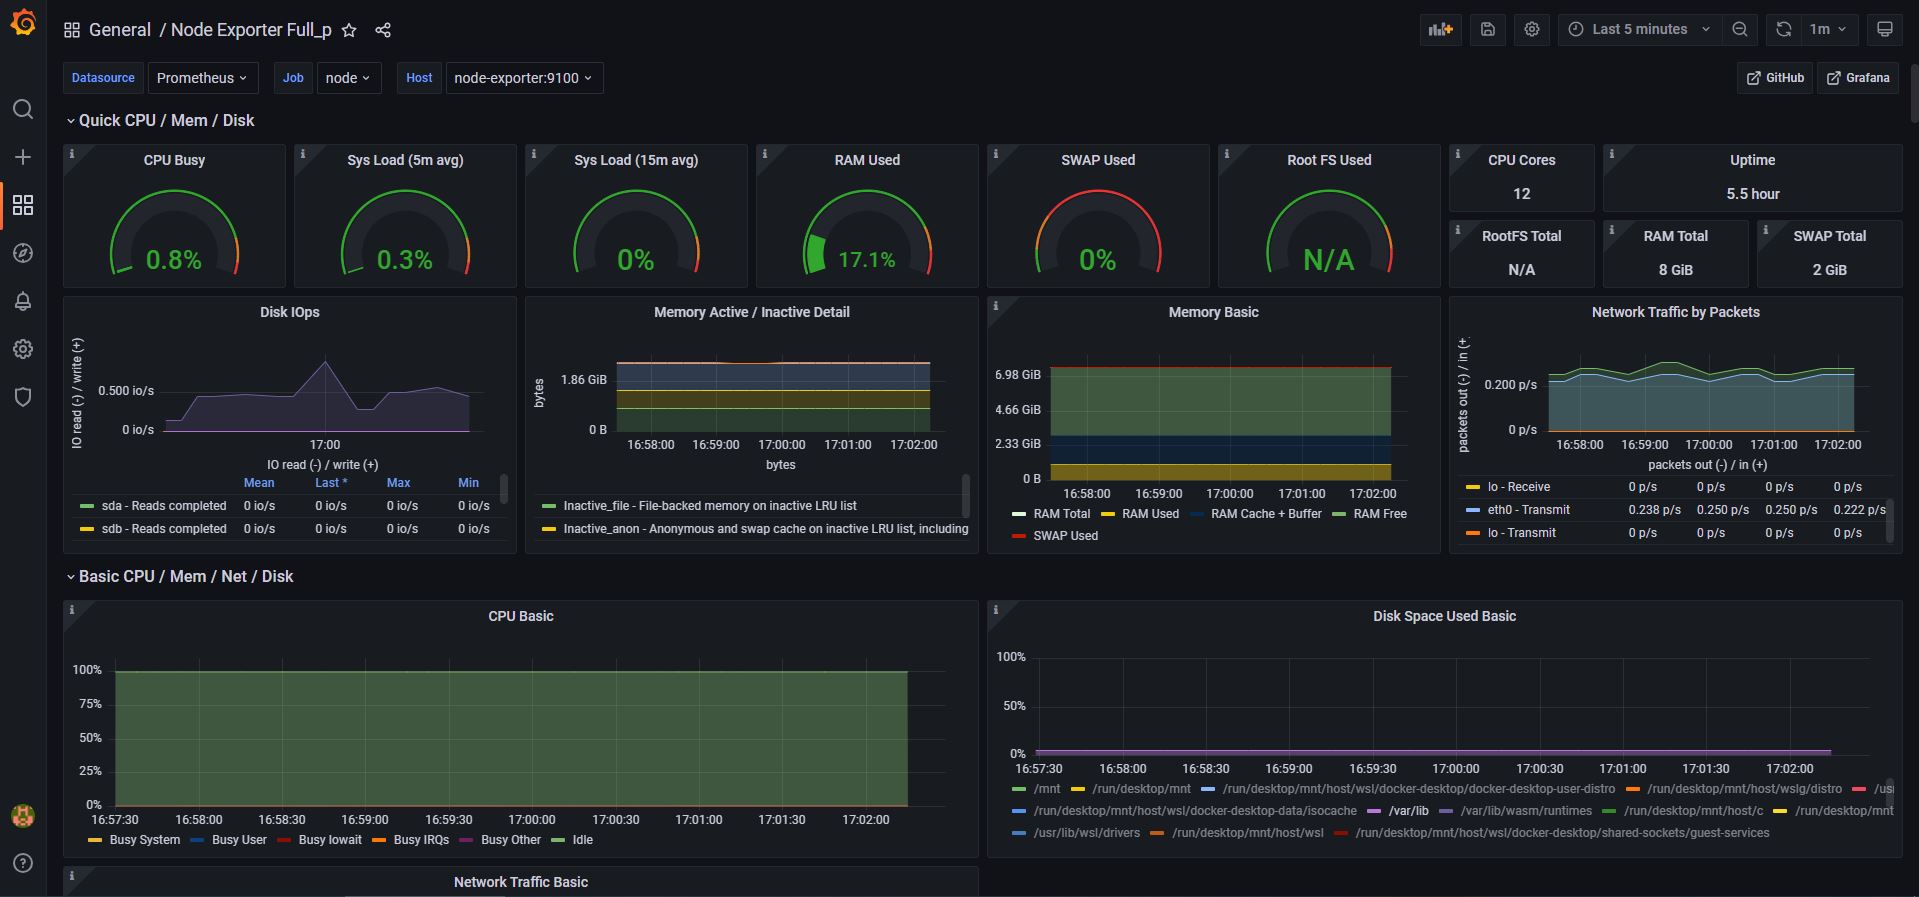 General / Node Exporter Full_p
Last 5 minutes
1m
Datasource Prometheus Job node Host node-exporter:9100
GitHub Grafana
Quick CPU / Mem / Disk
CPU Busy
0.8%
Sys Load (5m avg)
0.3%
Sys Load (15m avg)
0%
RAM Used
17.1%
SWAP Used
0%
Root FS Used
N/A
CPU Cores
12
Uptime
5.5 hour
RootFS Total
N/A
RAM Total
8 GiB
SWAP Total
2 GiB
Disk IOps
IO read (-) / write (+)
0.500 io/s
0 io/s
17:00
IO read (-) / write (+)
Mean Last * Max Min
sda - Reads completed 0 io/s 0 io/s 0 io/s 0 io/s
sdb - Reads completed 0 io/s 0 io/s 0 io/s 0 io/s
Memory Active / Inactive Detail
bytes
1.86 GiB
0 B
16:58:00 16:59:00 17:00:00 17:01:00 17:02:00
bytes
Inactive_file - File-backed memory on inactive LRU list
Inactive_anon - Anonymous and swap cache on inactive LRU list, including
Memory Basic
6.98 GiB
4.66 GiB
2.33 GiB
0 B
16:58:00 16:59:00 17:00:00 17:01:00 17:02:00
RAM Total RAM Used RAM Cache + Buffer RAM Free
SWAP Used
Network Traffic by Packets
packets out (-) / in (+
0.200 p/s
0 p/s
16:58:00 16:59:00 17:00:00 17:01:00 17:02:00
packets out (-) / in (+)
lo - Receive 0 p/s 0 p/s 0 p/s 0 p/s
eth0 - Transmit 0.238 p/s 0.250 p/s 0.250 p/s 0.222 p/s
lo - Transmit 0 p/s 0 p/s 0 p/s 0 p/s
Basic CPU / Mem / Net / Disk
CPU Basic
100%
75%
50%
25%
0%
16:57:30 16:58:00 16:58:30 16:59:00 16:59:30 17:00:00 17:00:30 17:01:00 17:01:30 17:02:00
Busy System Busy User Busy Iowait Busy IRQs Busy Other Idle
Disk Space Used Basic
100%
50%
0%
16:57:30 16:58:00 16:58:30 16:59:00 16:59:30 17:00:00 17:00:30 17:01:00 17:01:30 17:02:00
/mnt /run/desktop/mnt /run/desktop/mnt/host/wsl/docker-desktop/docker-desktop-user-distro /run/desktop/mnt/host/wslg/distro
/run/desktop/mnt/host/wsl/docker-desktop-data/isocache /var/lib /var/lib/wasm/runtimes /run/desktop/mnt/host/c /run/desktop/mnt
/usr/lib/wsl/drivers /run/desktop/mnt/host/wsl /run/desktop/mnt/host/wsl/docker-desktop/shared-sockets/guest-services
Network Traffic Basic